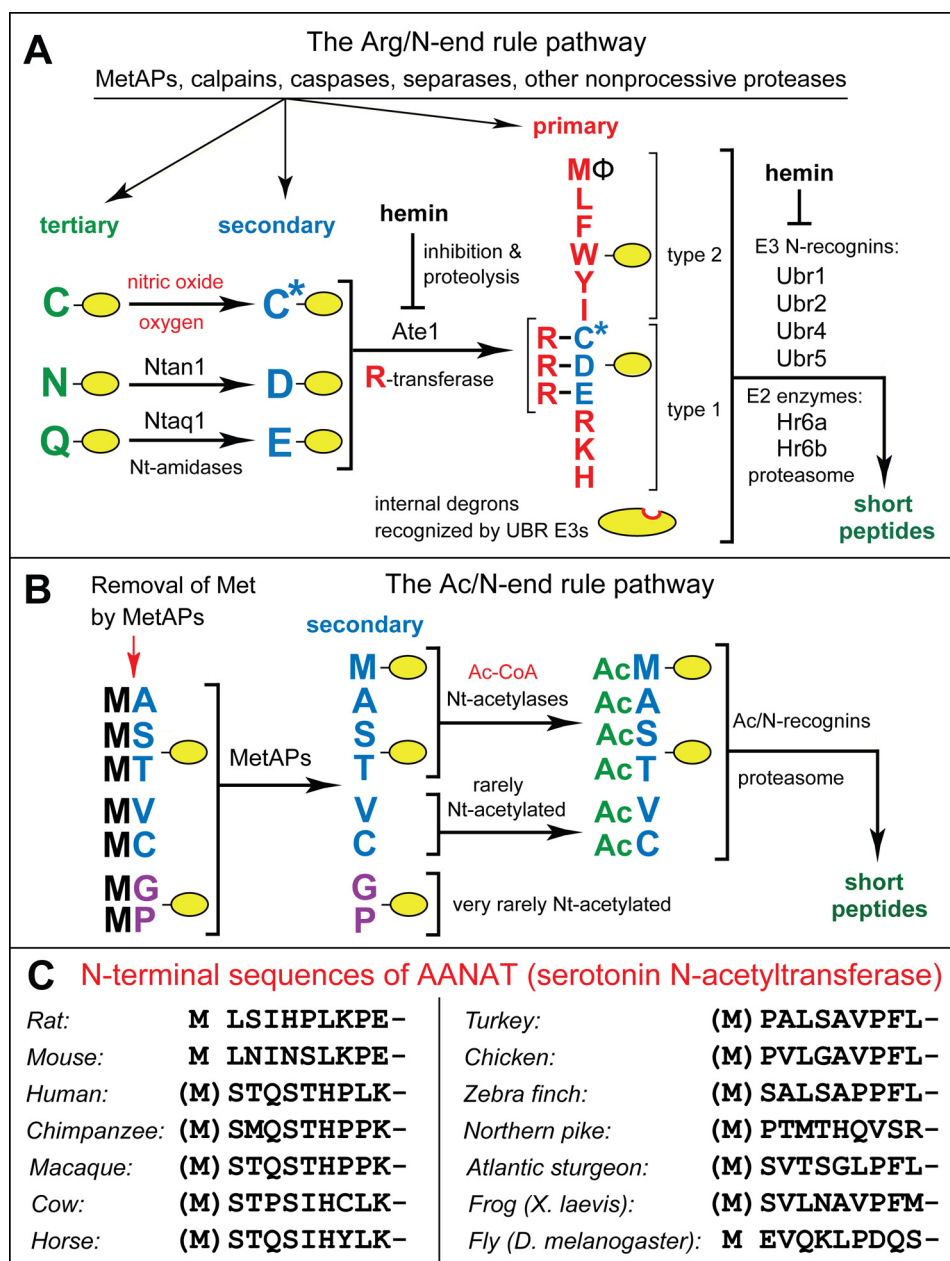 A
The Arg/N-end rule pathway
MetAPs, calpains, caspases, separases, other nonprocessive proteases
primary
tertiary
secondary
hemin
inhibition &
proteolysis
C
nitric oxide
oxygen
C*
N
Ntan1
D
Q
Ntaq1
E
Nt-amidases
Ate1
R-transferase
MΦ
L
F
W
Y
I
R-C*
R-D
R-E
R
K
H
type 2
type 1
internal degrons
recognized by UBR E3s
hemin
E3 N-recognins:
Ubr1
Ubr2
Ubr4
Ubr5
E2 enzymes:
Hr6a
Hr6b
proteasome
short
peptides
B
The Ac/N-end rule pathway
Removal of Met
by MetAPs
MA
MS
MT
MV
MC
MG
MP
MetAPs
secondary
M
A
S
T
V
C
G
P
Ac-CoA
Nt-acetylases
rarely
Nt-acetylated
very rarely Nt-acetylated
AcM
AcA
AcS
AcT
AcV
AcC
Ac/N-recognins
proteasome
short
peptides
C
N-terminal sequences of AANAT (serotonin N-acetyltransferase)
Rat: M LSIHPLKPE-
Mouse: M LNINSLKPE-
Human: (M)STQSTHPLK-
Chimpanzee: (M)SMQSTHPPK-
Macaque: (M)STQSTHPPK-
Cow: (M)STPSIHCLK-
Horse: (M)STQSIHYLK-
Turkey: (M)PALSAVPFL-
Chicken: (M)PVLGAVPFL-
Zebra finch: (M)SALSAPPFL-
Northern pike: (M)PTMTHQVSR-
Atlantic sturgeon: (M)SVTSGLPFL-
Frog (X. laevis): (M)SVLNAVPFM-
Fly (D. melanogaster): M EVQKLPDQS-